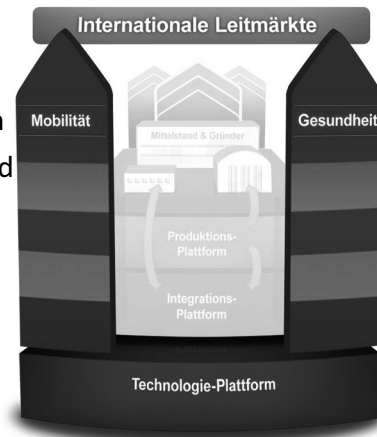 Internationale Leitmärkte
Mobilität
Gesundheit
Mittelstand & Gründer
Produktions-
Plattform
Integrations-
Plattform
Technologie-Plattform